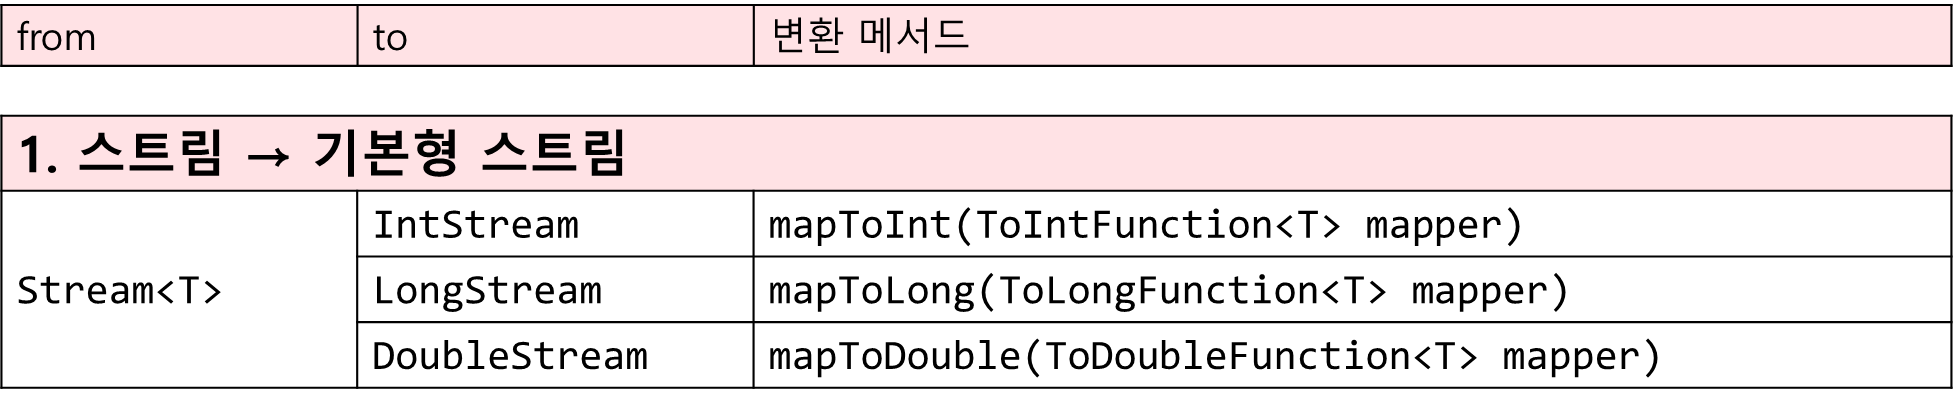 from to 변환 메서드
1. 스트림 → 기본형 스트림
IntStream mapToInt(ToIntFunction<T> mapper)
Stream<T> LongStream mapToLong(ToLongFunction<T> mapper)
DoubleStream mapToDouble(ToDoubleFunction<T> mapper)